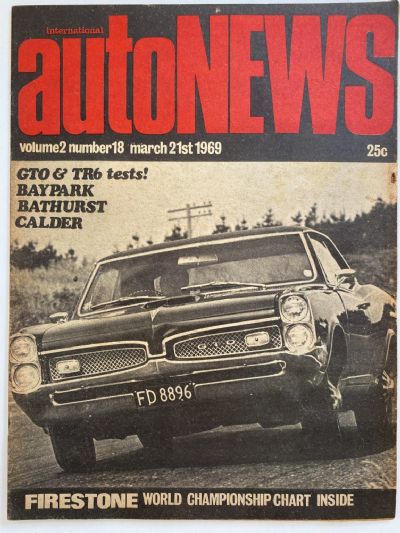 international
autoNEWS
volume2 number18 march 21st 1969
25c
GTO & TR6 tests!
BAYPARK
BATHURST
CALDER
GTO
FD 8896
FIRESTONE WORLD CHAMPIONSHIP CHART INSIDE